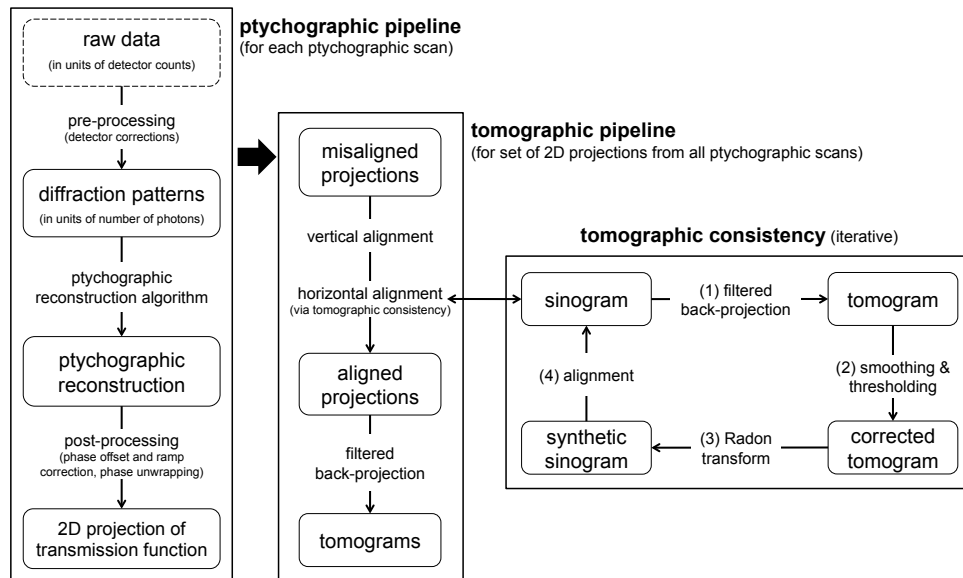 ptychographic pipeline
(for each ptychographic scan)
raw data
(in units of detector counts)
pre-processing
(detector corrections)
diffraction patterns
(in units of number of photons)
ptychographic
reconstruction algorithm
ptychographic
reconstruction
post-processing
(phase offset and ramp
correction, phase unwrapping)
2D projection of
transmission function
tomographic pipeline
(for set of 2D projections from all ptychographic scans)
misaligned
projections
vertical alignment
horizontal alignment
(via tomographic consistency)
aligned
projections
filtered
back-projection
tomograms
tomographic consistency (iterative)
sinogram
(1) filtered
back-projection
tomogram
(2) smoothing &
thresholding
corrected
tomogram
(3) Radon
transform
synthetic
sinogram
(4) alignment